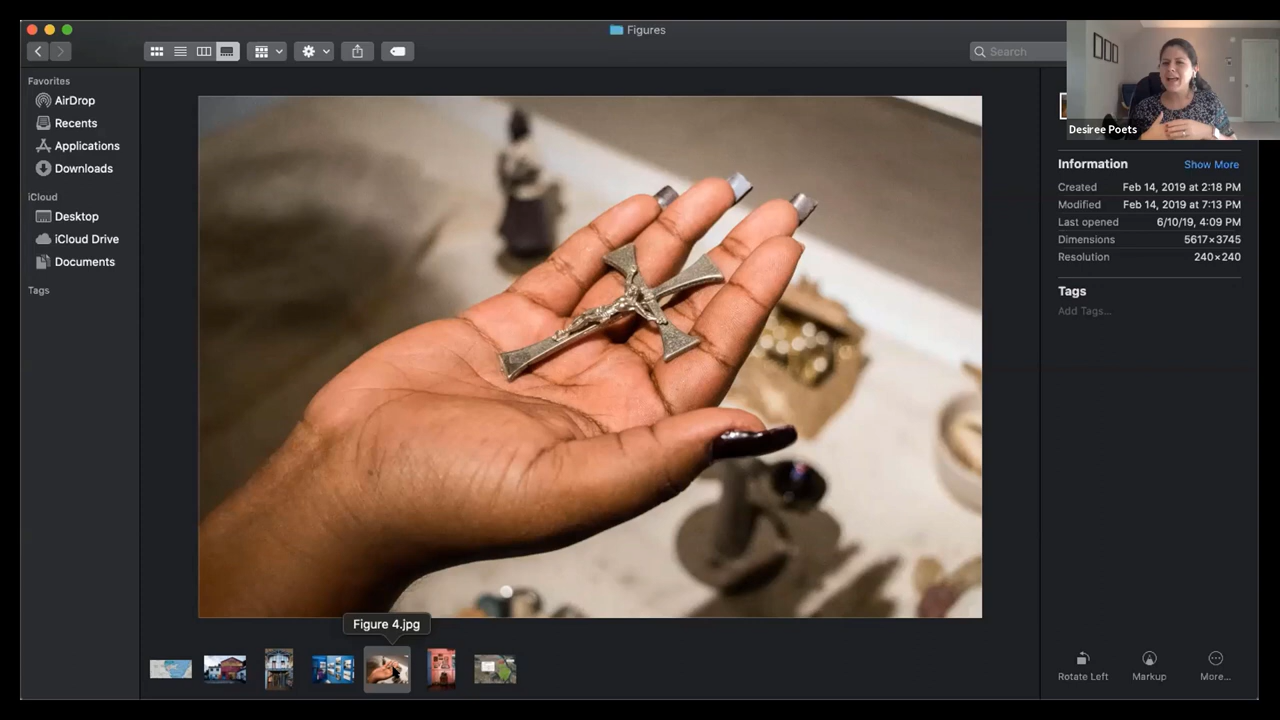 Figures
Search
Favorites
AirDrop
Recents
Applications
Downloads
iCloud
Desktop
iCloud Drive
Documents
Tags
Desiree Poets
Information Show More
Created Feb 14, 2019 at 2:18 PM
Modified Feb 14, 2019 at 7:13 PM
Last opened 6/10/19, 4:09 PM
Dimensions 5617×3745
Resolution 240×240
Tags
Add Tags...
Figure 4.jpg
Rotate Left
Markup
More...